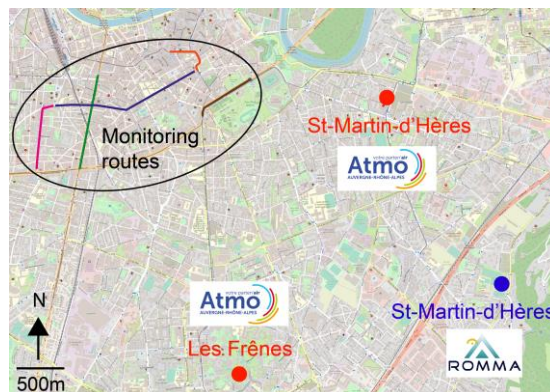 Monitoring
routes
St-Martin-d'Hères
Atmo
AUVERGNE-RHÔNE-ALPES
Atmo
AUVERGNE-RHÔNE-ALPES
St-Martin-d'Hères
Les Frênes
ROMMA
N
500m